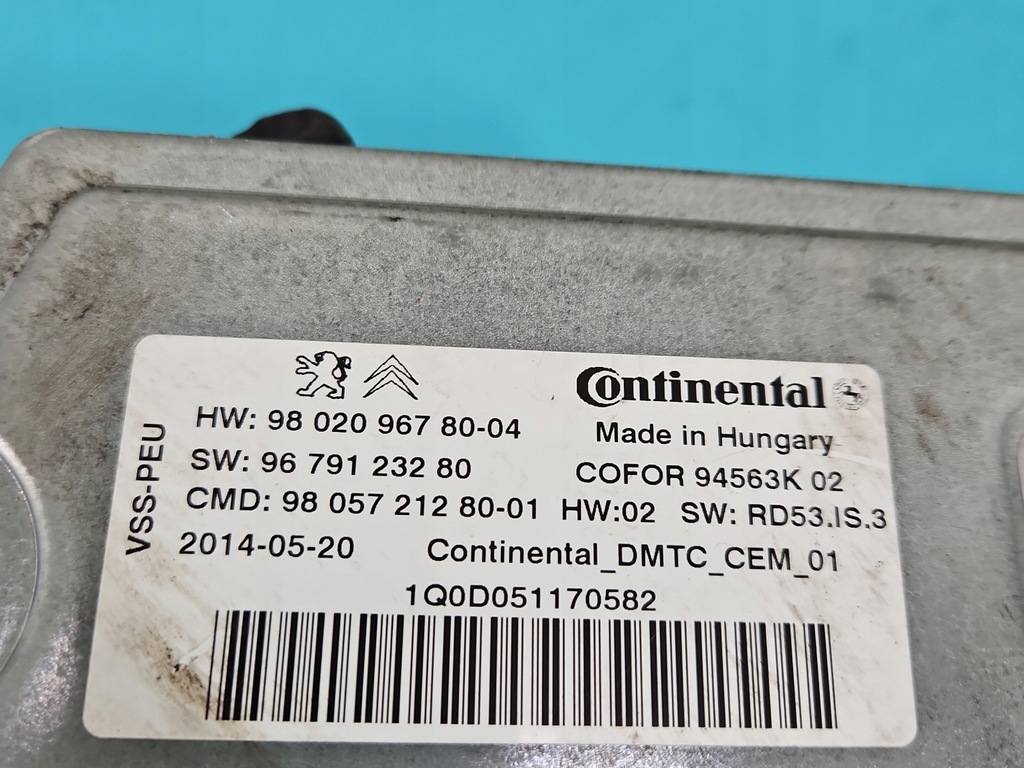 Continental
HW: 98 020 967 80-04
Made in Hungary
SW: 96 791 232 80
COFOR 94563K 02
CMD: 98 057 212 80-01 HW:02 SW: RD53.IS.3
VSS-PEU
2014-05-20 Continental_DMTC_CEM_01
1Q0D051170582